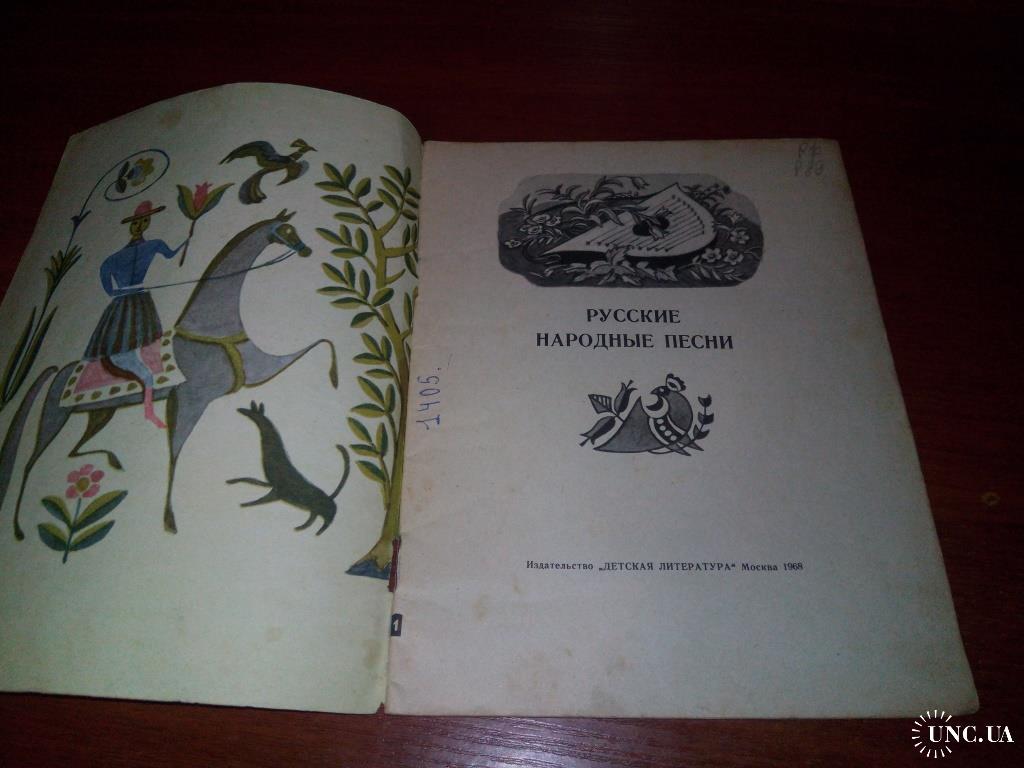 РУССКИЕ
НАРОДНЫЕ ПЕСНИ
1405.
Издательство „ДЕТСКАЯ ЛИТЕРАТУРА“ Москва 1968
1
UNC.UA